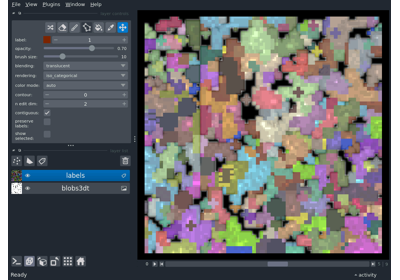 File View Plugins Window Help
label: 1
opacity: 0.70
brush size: 10
blending: translucent
rendering: iso_categorical
color mode: auto
contour: 0
n edit dim: 2
contiguous:
preserve labels:
show selected:
labels
blobs3dt
Ready
activity